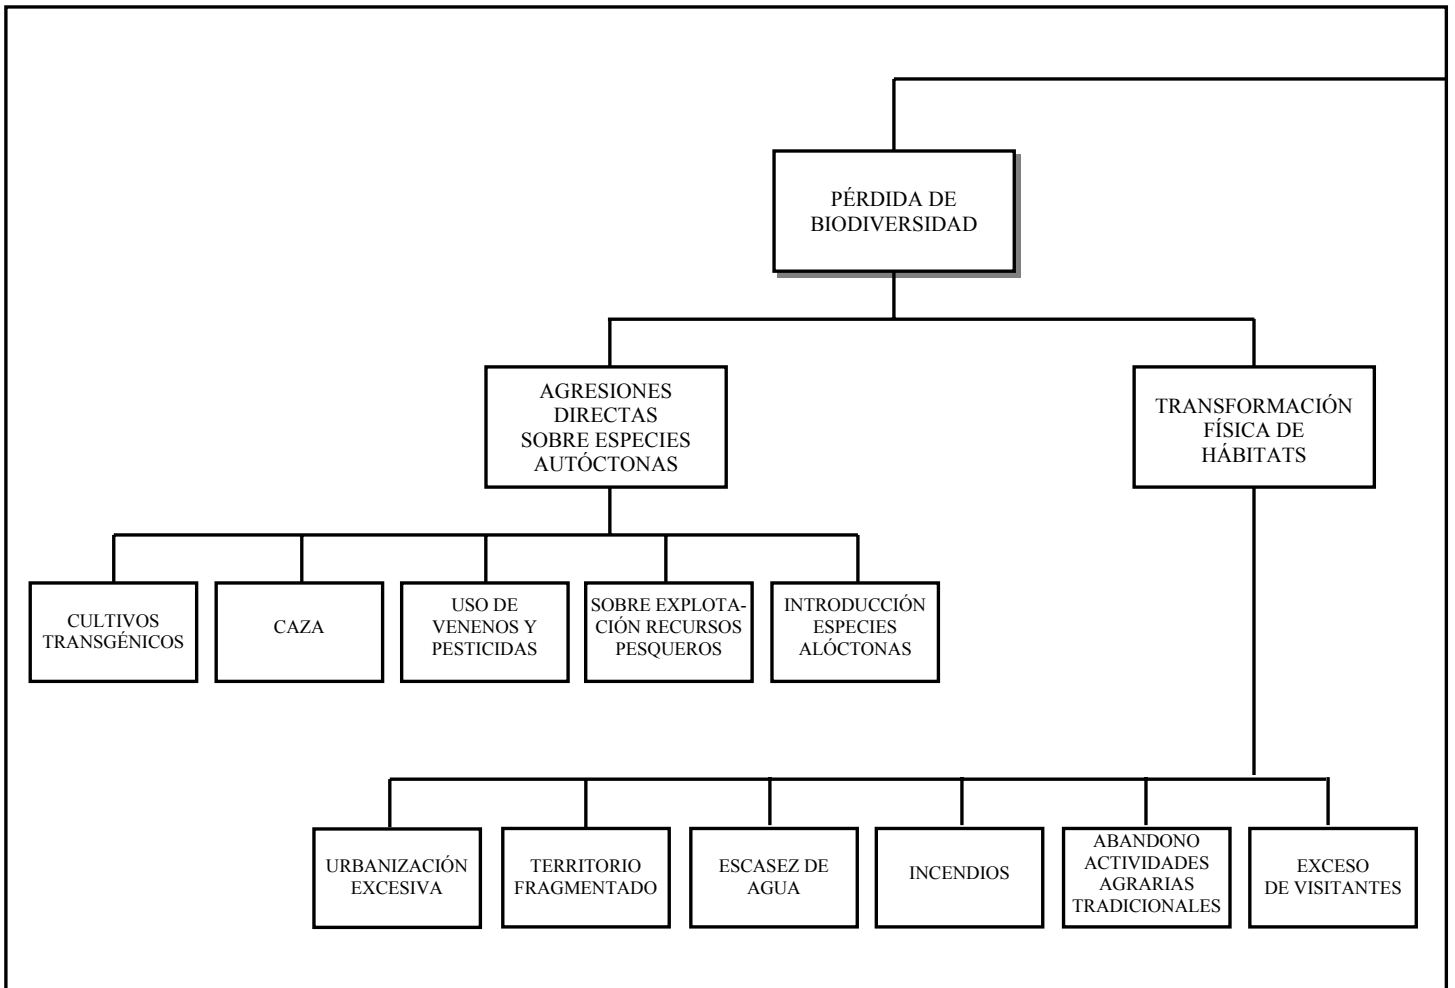 PÉRDIDA DE
BIODIVERSIDAD
AGRESIONES
DIRECTAS
SOBRE ESPECIES
AUTÓCTONAS
TRANSFORMACIÓN
FÍSICA DE
HÁBITATS
CULTIVOS
TRANSGÉNICOS
CAZA
USO DE
VENENOS Y
PESTICIDAS
SOBRE EXPLOTA-
CIÓN RECURSOS
PESQUEROS
INTRODUCCIÓN
ESPECIES
ALÓCTONAS
URBANIZACIÓN
EXCESIVA
TERRITORIO
FRAGMENTADO
ESCASEZ DE
AGUA
INCENDIOS
ABANDONO
ACTIVIDADES
AGRARIAS
TRADICIONALES
EXCESO
DE VISITANTES